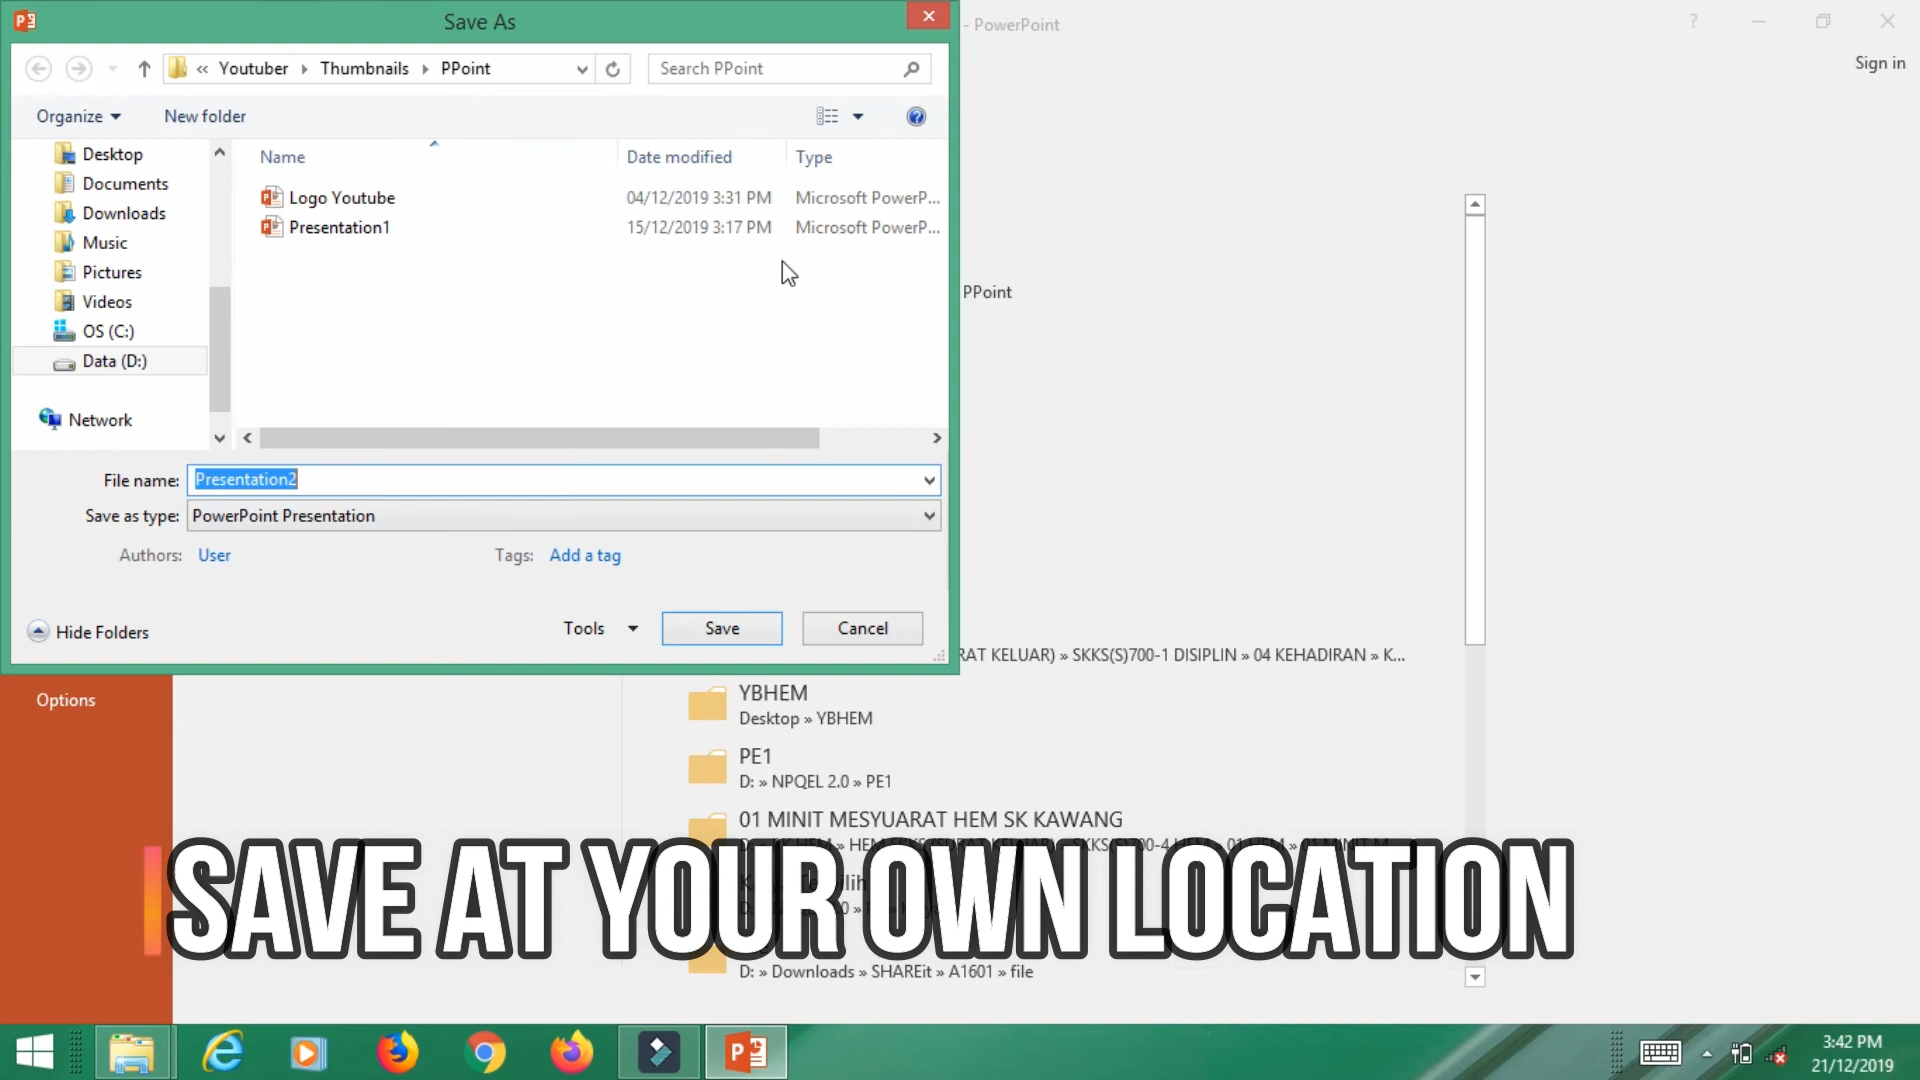 Save As
- PowerPoint
Sign in
« Youtuber Thumbnails PPoint
Search PPoint
Organize New folder
Name Date modified Type
Desktop
Documents
Downloads
Music
Pictures
Videos
OS (C:)
Data (D:)
Network
Logo Youtube 04/12/2019 3:31 PM Microsoft PowerP...
Presentation1 15/12/2019 3:17 PM Microsoft PowerP...
PPoint
File name: Presentation2
Save as type: PowerPoint Presentation
Authors: User Tags: Add a tag
Hide Folders Tools Save Cancel
RAT KELUAR) » SKKS(S)700-1 DISIPLIN » 04 KEHADIRAN » K...
Options
YBHEM
Desktop » YBHEM
PE1
D: » NPQEL 2.0 » PE1
01 MINIT MESYUARAT HEM SK KAWANG
SAVE AT YOUR OWN LOCATION
D: » Downloads » SHAREit » A1601 » file
3:42 PM
21/12/2019